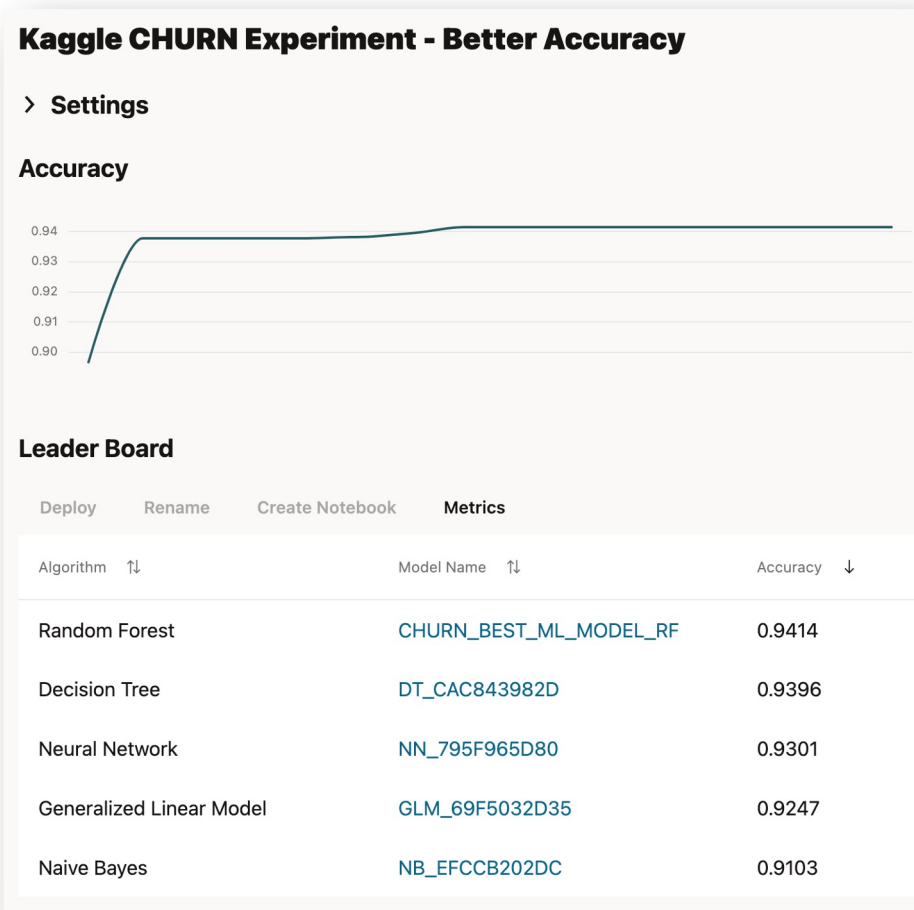 Kaggle CHURN Experiment - Better Accuracy
Settings
Accuracy
0.94
0.93
0.92
0.91
0.90
Leader Board
Deploy Rename Create Notebook Metrics
Algorithm Model Name Accuracy
Random Forest CHURN_BEST_ML_MODEL_RF 0.9414
Decision Tree DT_CAC843982D 0.9396
Neural Network NN_795F965D80 0.9301
Generalized Linear Model GLM_69F5032D35 0.9247
Naive Bayes NB_EFCCB202DC 0.9103